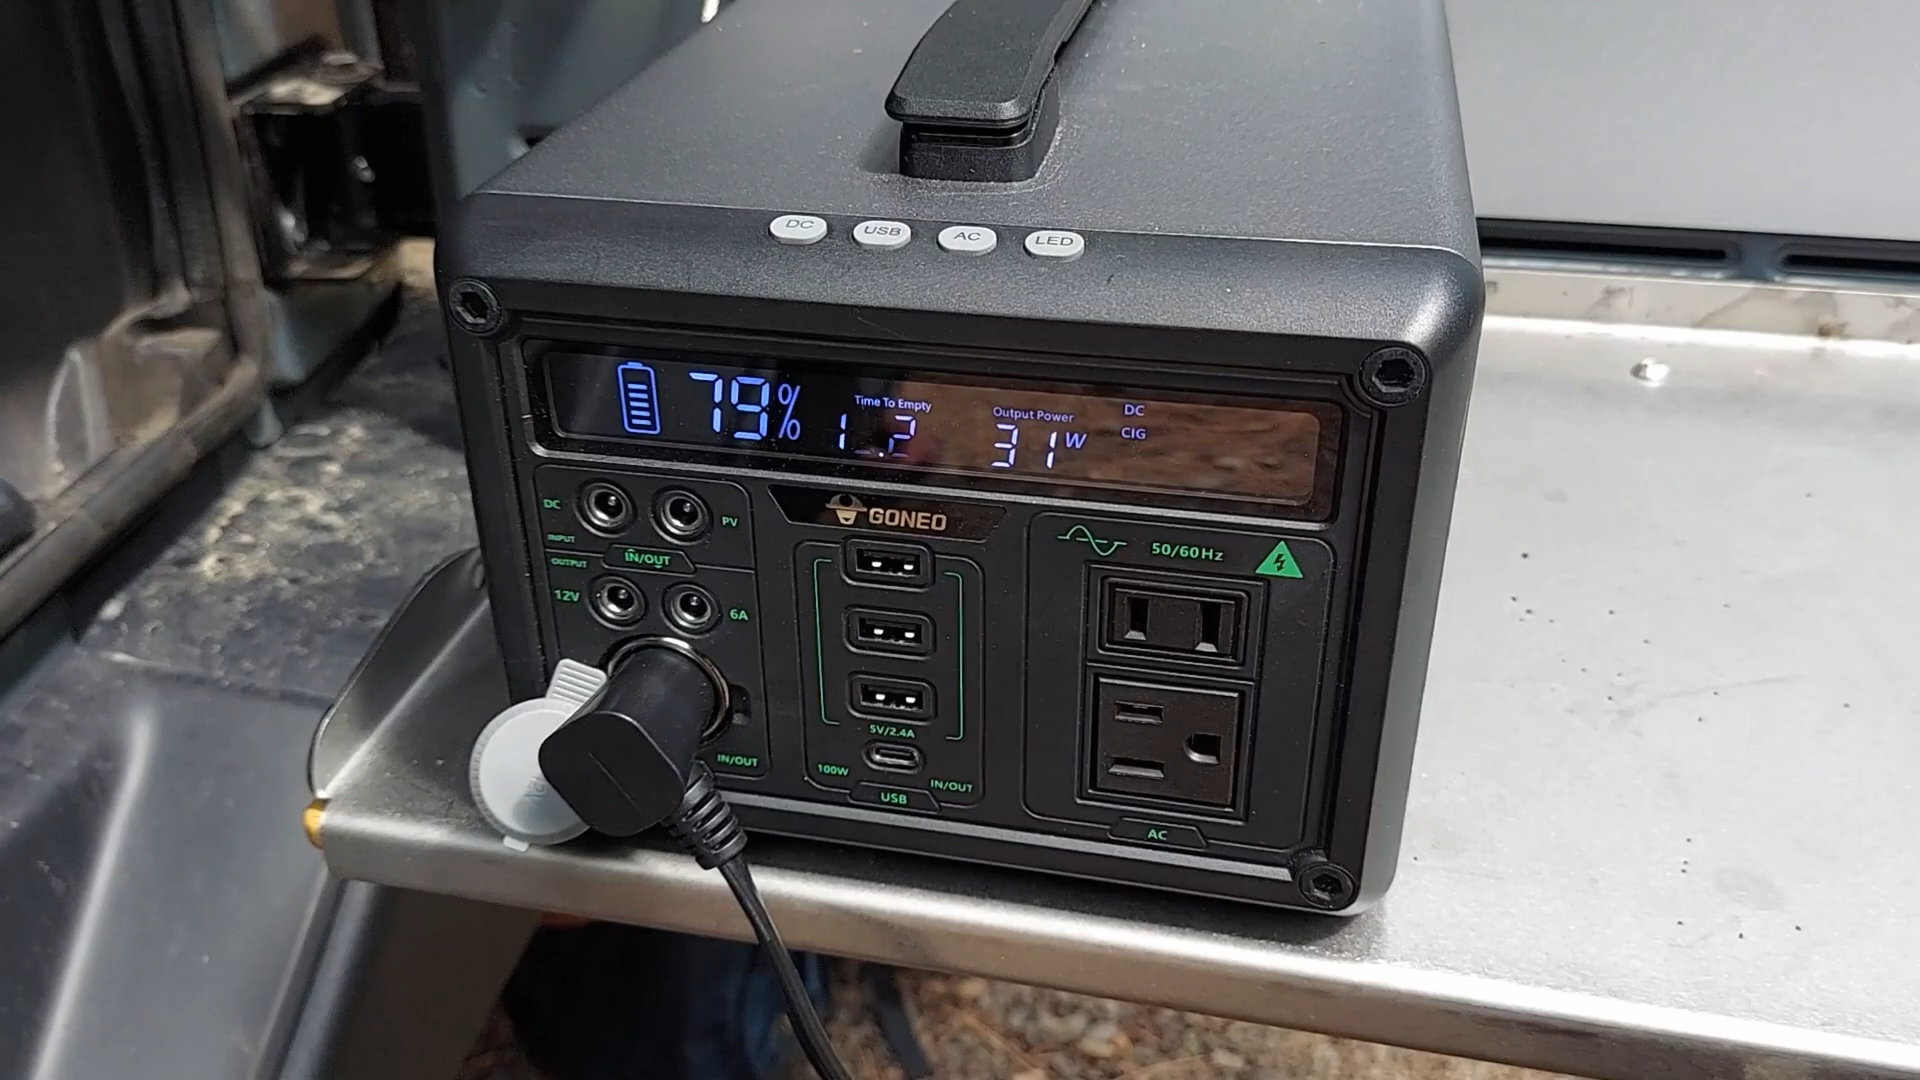 DC USB AC LED
79% Time To Empty Output Power DC
1.2 31W CIG
GONEO
DC PV
INPUT IN/OUT
OUTPUT
12V 6A
IN/OUT
5V/2.4A
100W IN/OUT
USB
50/60Hz
AC